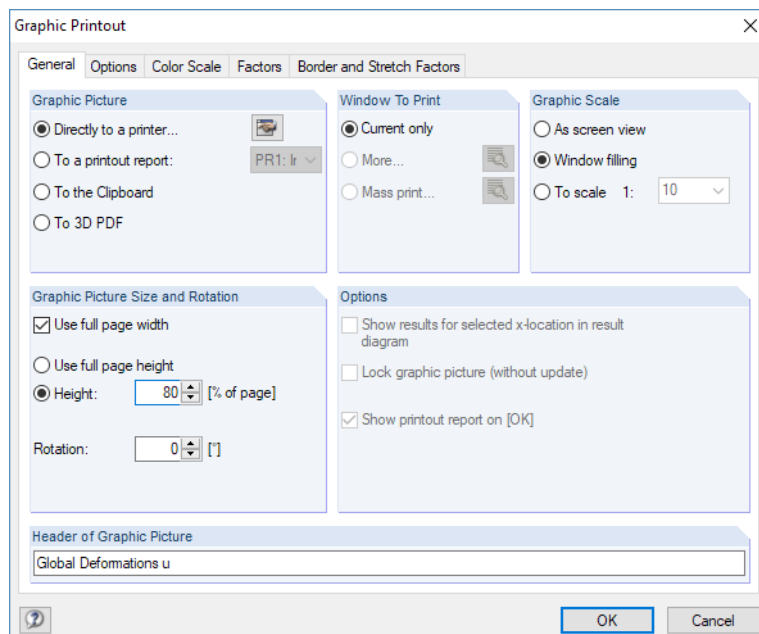 Graphic Printout
General Options Color Scale Factors Border and Stretch Factors
Graphic Picture
Directly to a printer...
To a printout report: PR1: Ir
To the Clipboard
To 3D PDF
Window To Print
Current only
More...
Mass print...
Graphic Scale
As screen view
Window filling
To scale 1: 10
Graphic Picture Size and Rotation
Use full page width
Use full page height
Height: 80 [% of page]
Rotation: 0 [°]
Options
Show results for selected x-location in result
diagram
Lock graphic picture (without update)
Show printout report on [OK]
Header of Graphic Picture
Global Deformations u
OK Cancel